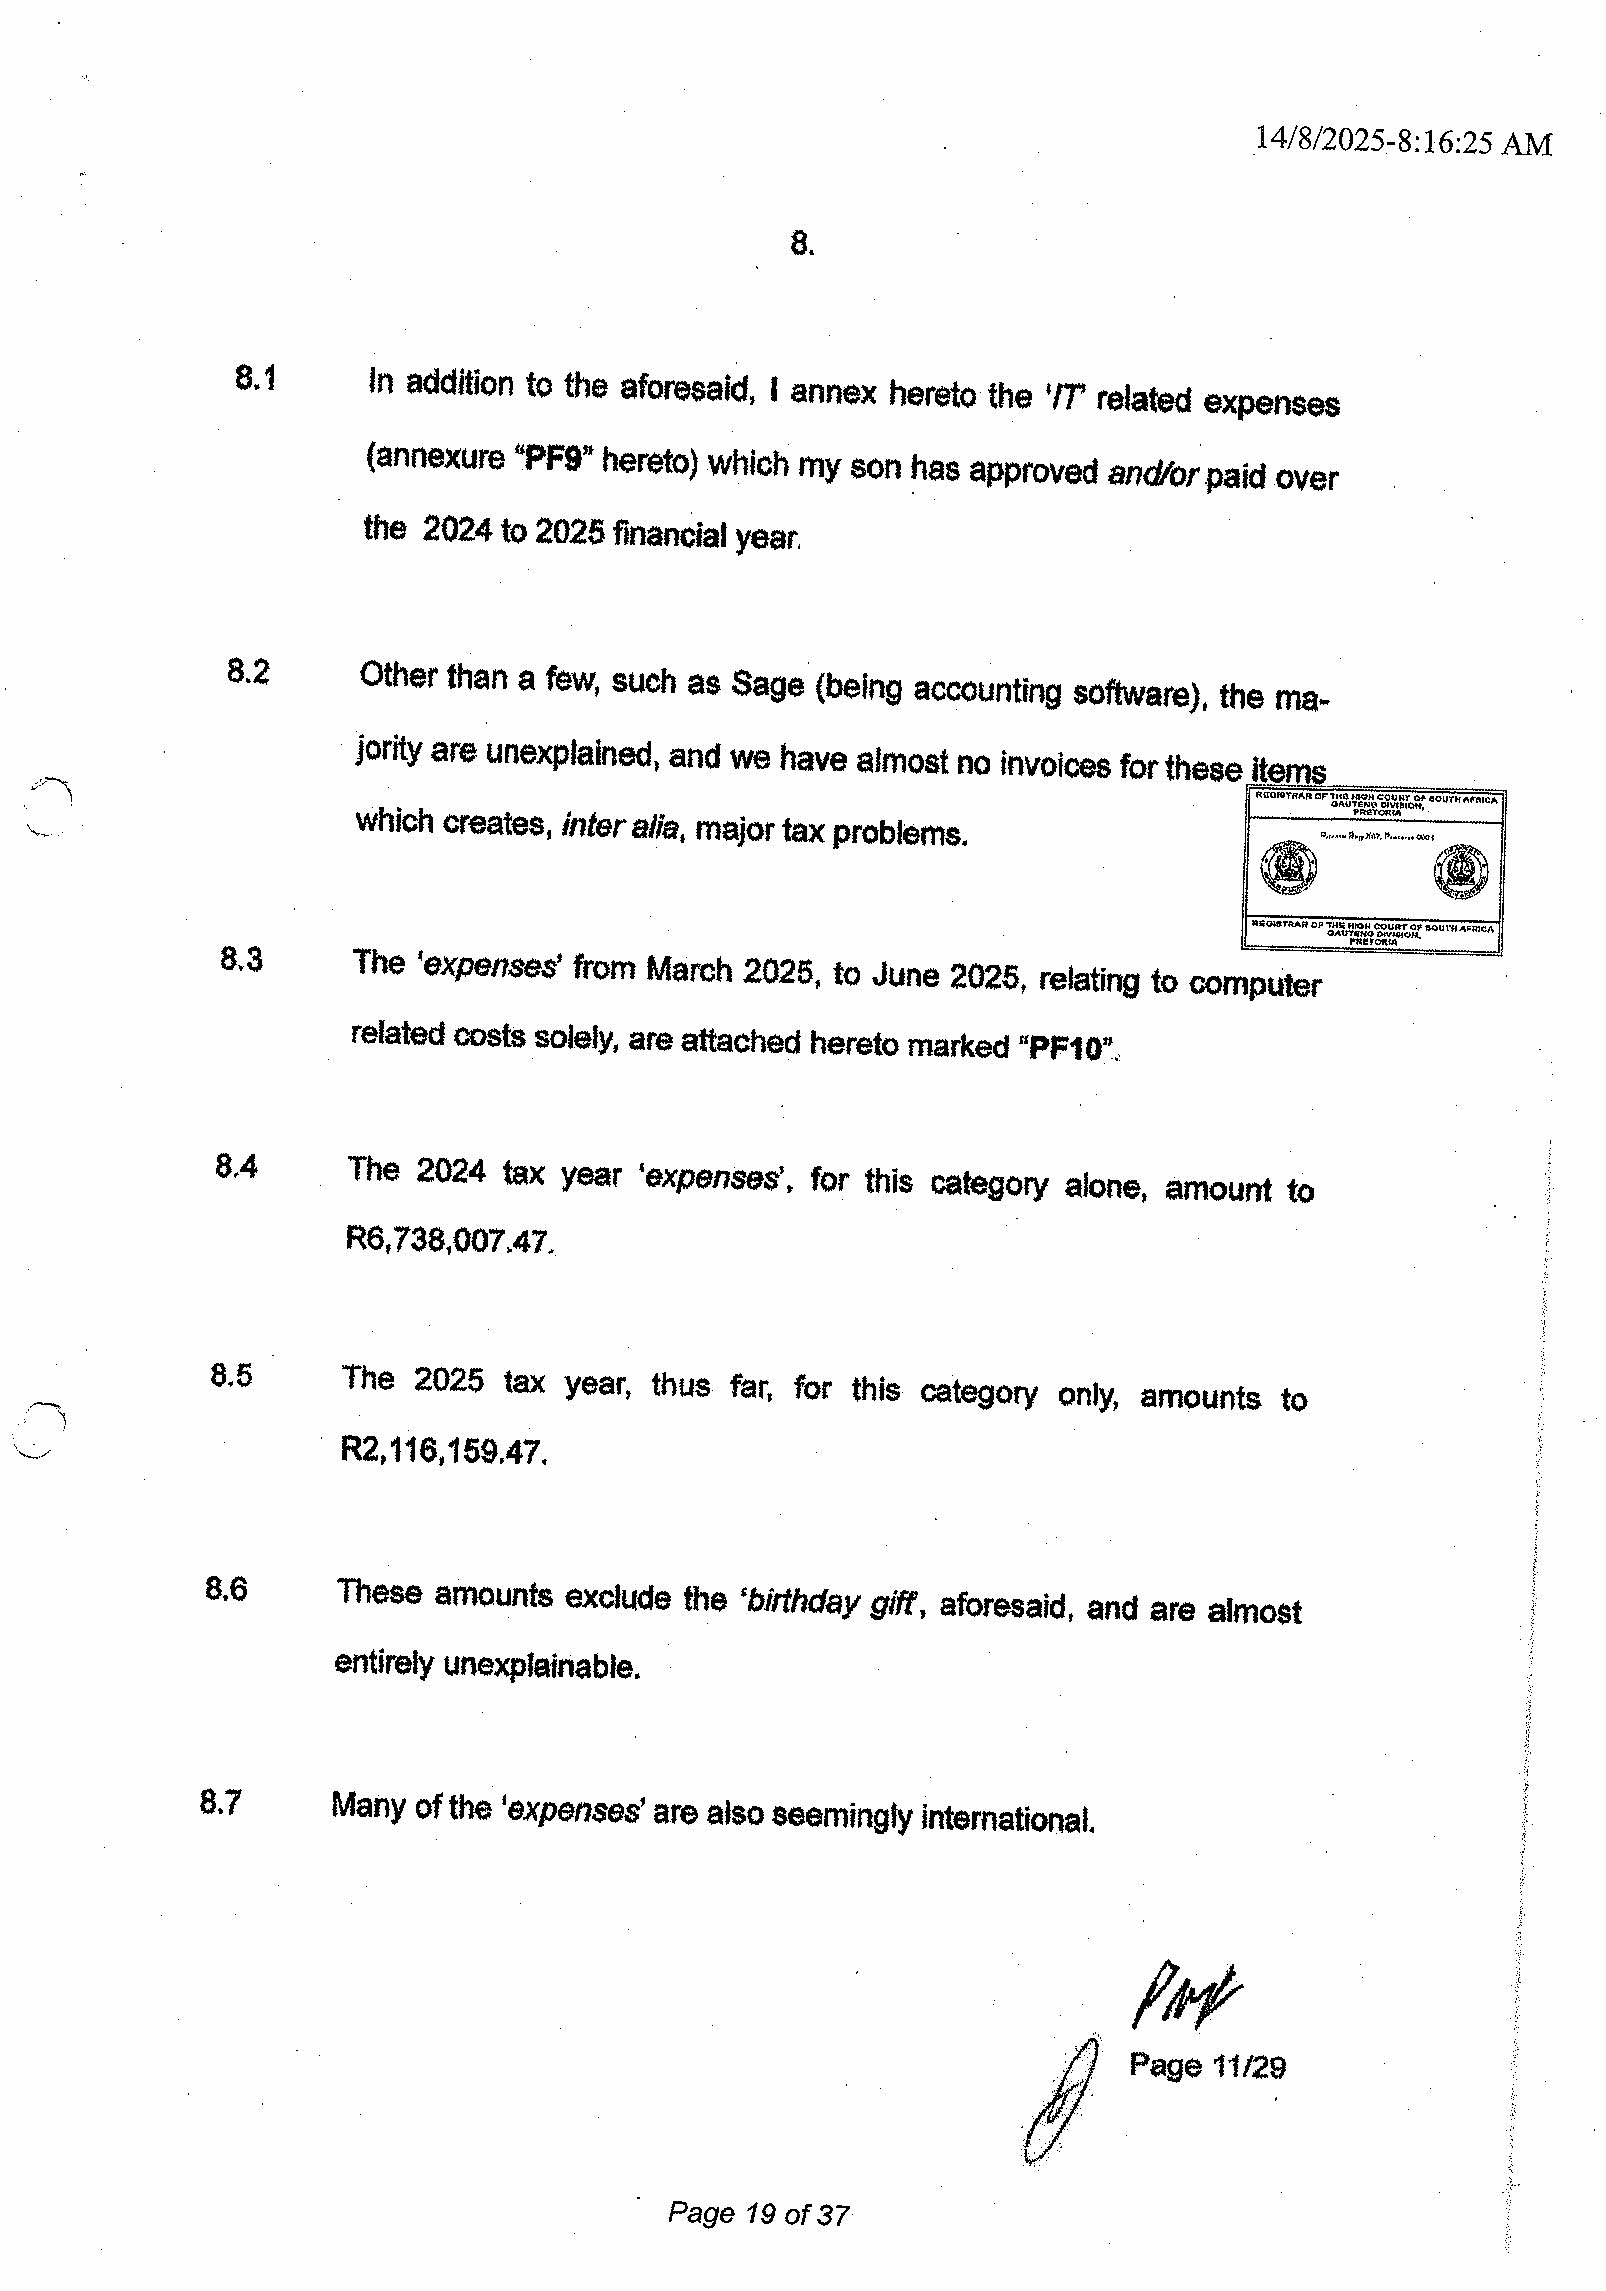 14/8/2025-8:16:25 AM
8.
8.1 In addition to the aforesaid, I annex hereto the 'IT' related expenses
(annexure "PF9" hereto) which my son has approved and/or paid over
the 2024 to 2025 financial year.
8.2 Other than a few, such as Sage (being accounting software), the ma-
jority are unexplained, and we have almost no invoices for these items
which creates, inter alia, major tax problems.
REGISTRAR OF THE HIGH COURT OF SOUTH AFRICA
GAUTENG DIVISION,
PRETORIA
REGISTRAR OF THE HIGH COURT OF SOUTH AFRICA
GAUTENG DIVISION,
PRETORIA
8.3 The 'expenses' from March 2025, to June 2025, relating to computer
related costs solely, are attached hereto marked "PF10".
8.4 The 2024 tax year 'expenses', for this category alone, amount to
R6,738,007.47.
8.5 The 2025 tax year, thus far, for this category only, amounts to
R2,116,159.47.
8.6 These amounts exclude the 'birthday gift', aforesaid, and are almost
entirely unexplainable.
8.7 Many of the 'expenses' are also seemingly international.
Page 11/29
Page 19 of 37